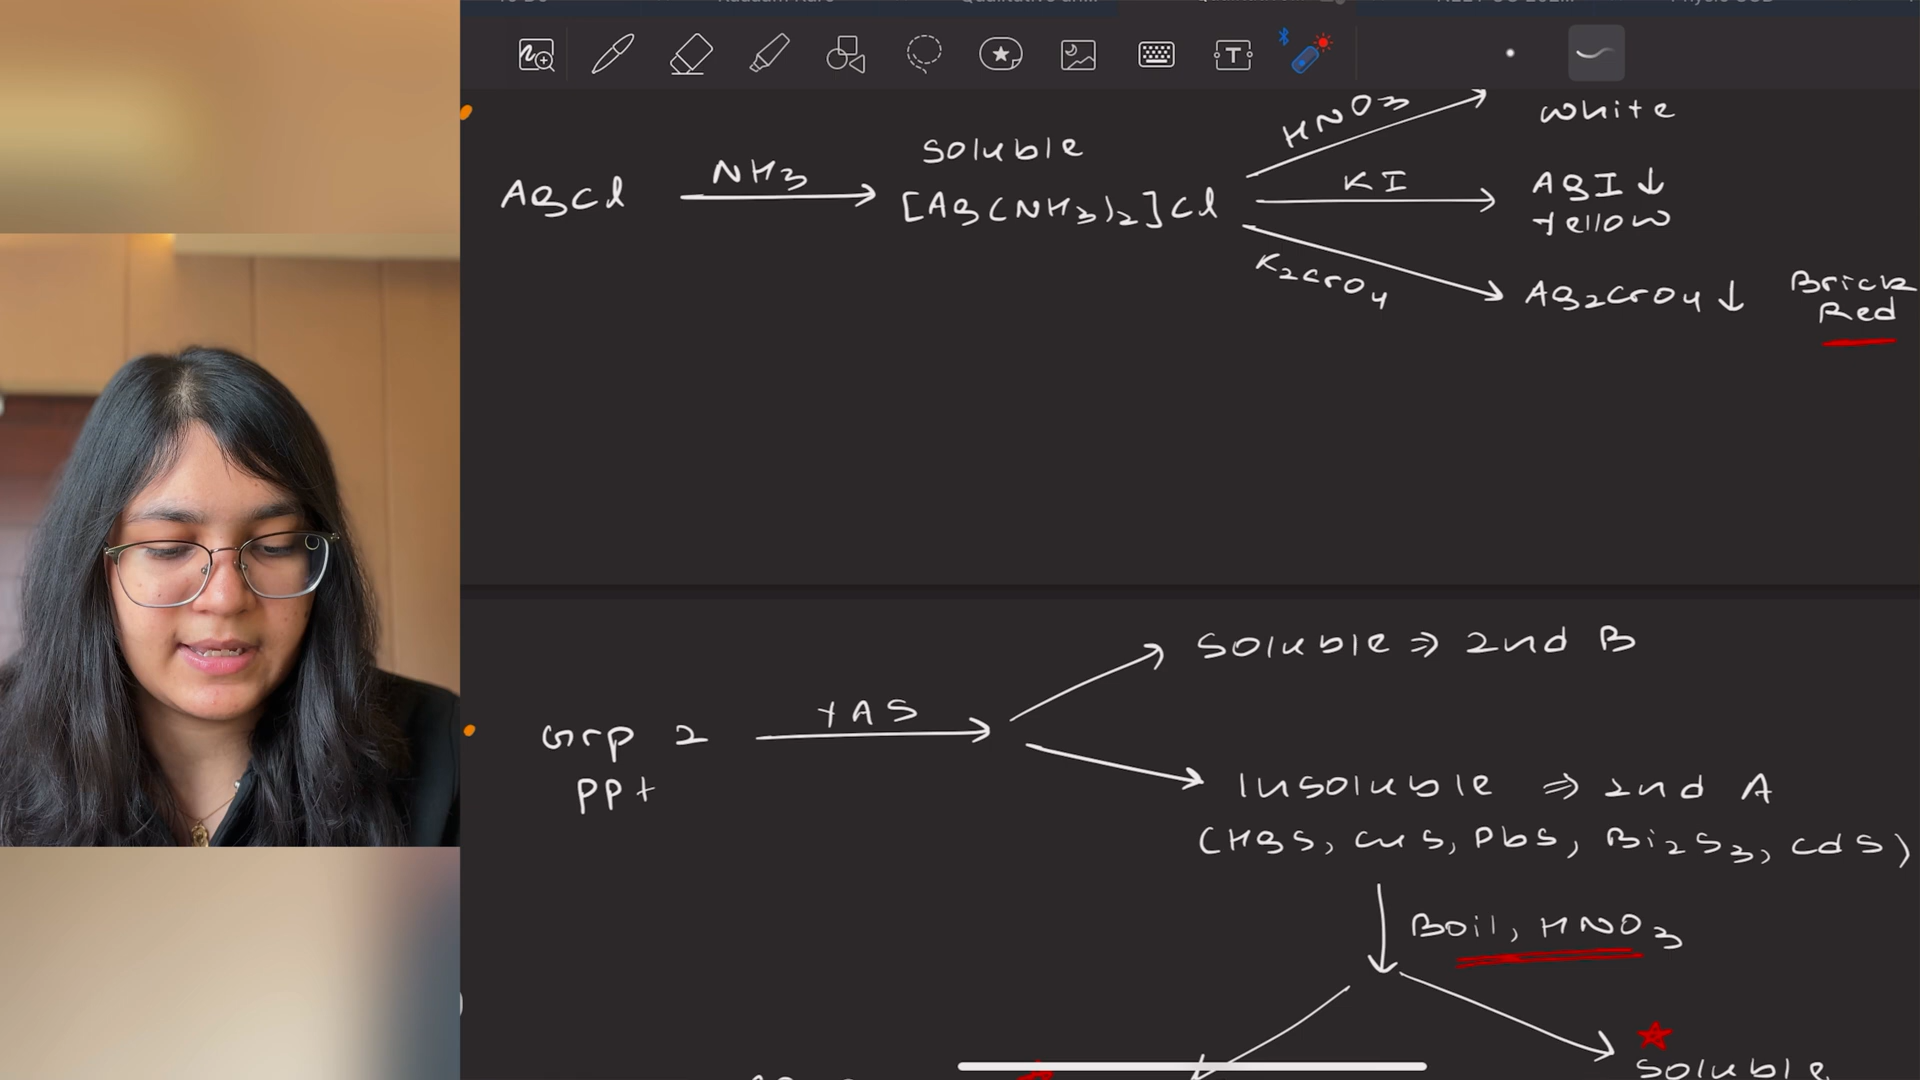 HNO3
White
Soluble
AgCl
NH3
[Ag(NH3)2]Cl
KI
AgI↓
Yellow
K2CrO4
Ag2CrO4↓
Brick
Red
Soluble ⇒ 2nd B
Grp 2
YAS
ppt
Insoluble ⇒ 2nd A
(HgS, CuS, PbS, Bi2S3, CdS)
Boil, HNO3
Soluble